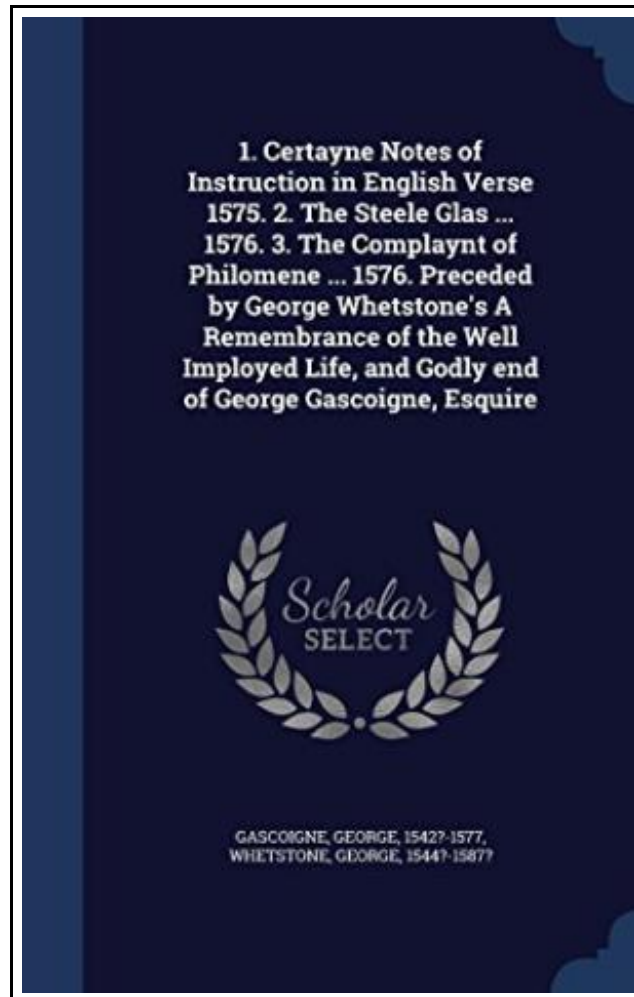 1. Certayne Notes of
Instruction in English Verse
1575. 2. The Steele Glas ...
1576. 3. The Complaynt of
Philomene ... 1576. Preceded
by George Whetstone's A
Remembrance of the Well
Imployed Life, and Godly end
of George Gascoigne, Esquire
Scholar
SELECT
GASCOIGNE, GEORGE, 1542?-1577,
WHETSTONE, GEORGE, 1544?-1587?